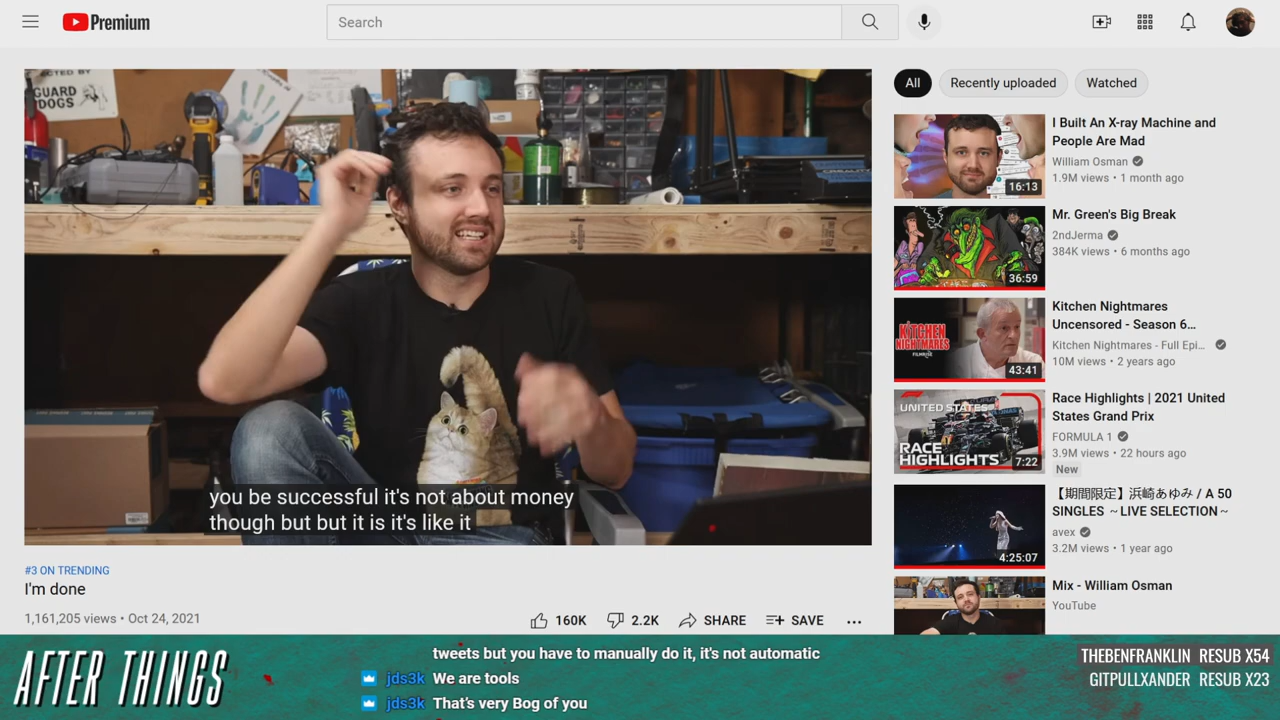 Premium
Search
CTED BY
GUARD
DOGS
you be successful it's not about money
though but but it is it's like it
#3 ON TRENDING
I'm done
1,161,205 views • Oct 24, 2021
160K
2.2K
SHARE
SAVE
All
Recently uploaded
Watched
16:13
I Built An X-ray Machine and
People Are Mad
William Osman
1.9M views • 1 month ago
36:59
Mr. Green's Big Break
2ndJerma
384K views • 6 months ago
KITCHEN
NIGHTMARES
FILMRISE
43:41
Kitchen Nightmares
Uncensored - Season 6...
Kitchen Nightmares - Full Epi...
10M views • 2 years ago
UNITED STATES
RACE
HIGHLIGHTS
7:22
Race Highlights | 2021 United
States Grand Prix
FORMULA 1
3.9M views • 22 hours ago
New
4:25:07
【期間限定】浜崎あゆみ / A 50
SINGLES ～LIVE SELECTION～
avex
3.2M views • 1 year ago
Mix - William Osman
YouTube
AFTER THINGS
tweets but you have to manually do it, it's not automatic
jds3k We are tools
jds3k That's very Bog of you
THEBENFRANKLIN RESUB X54
GITPULLXANDER RESUB X23